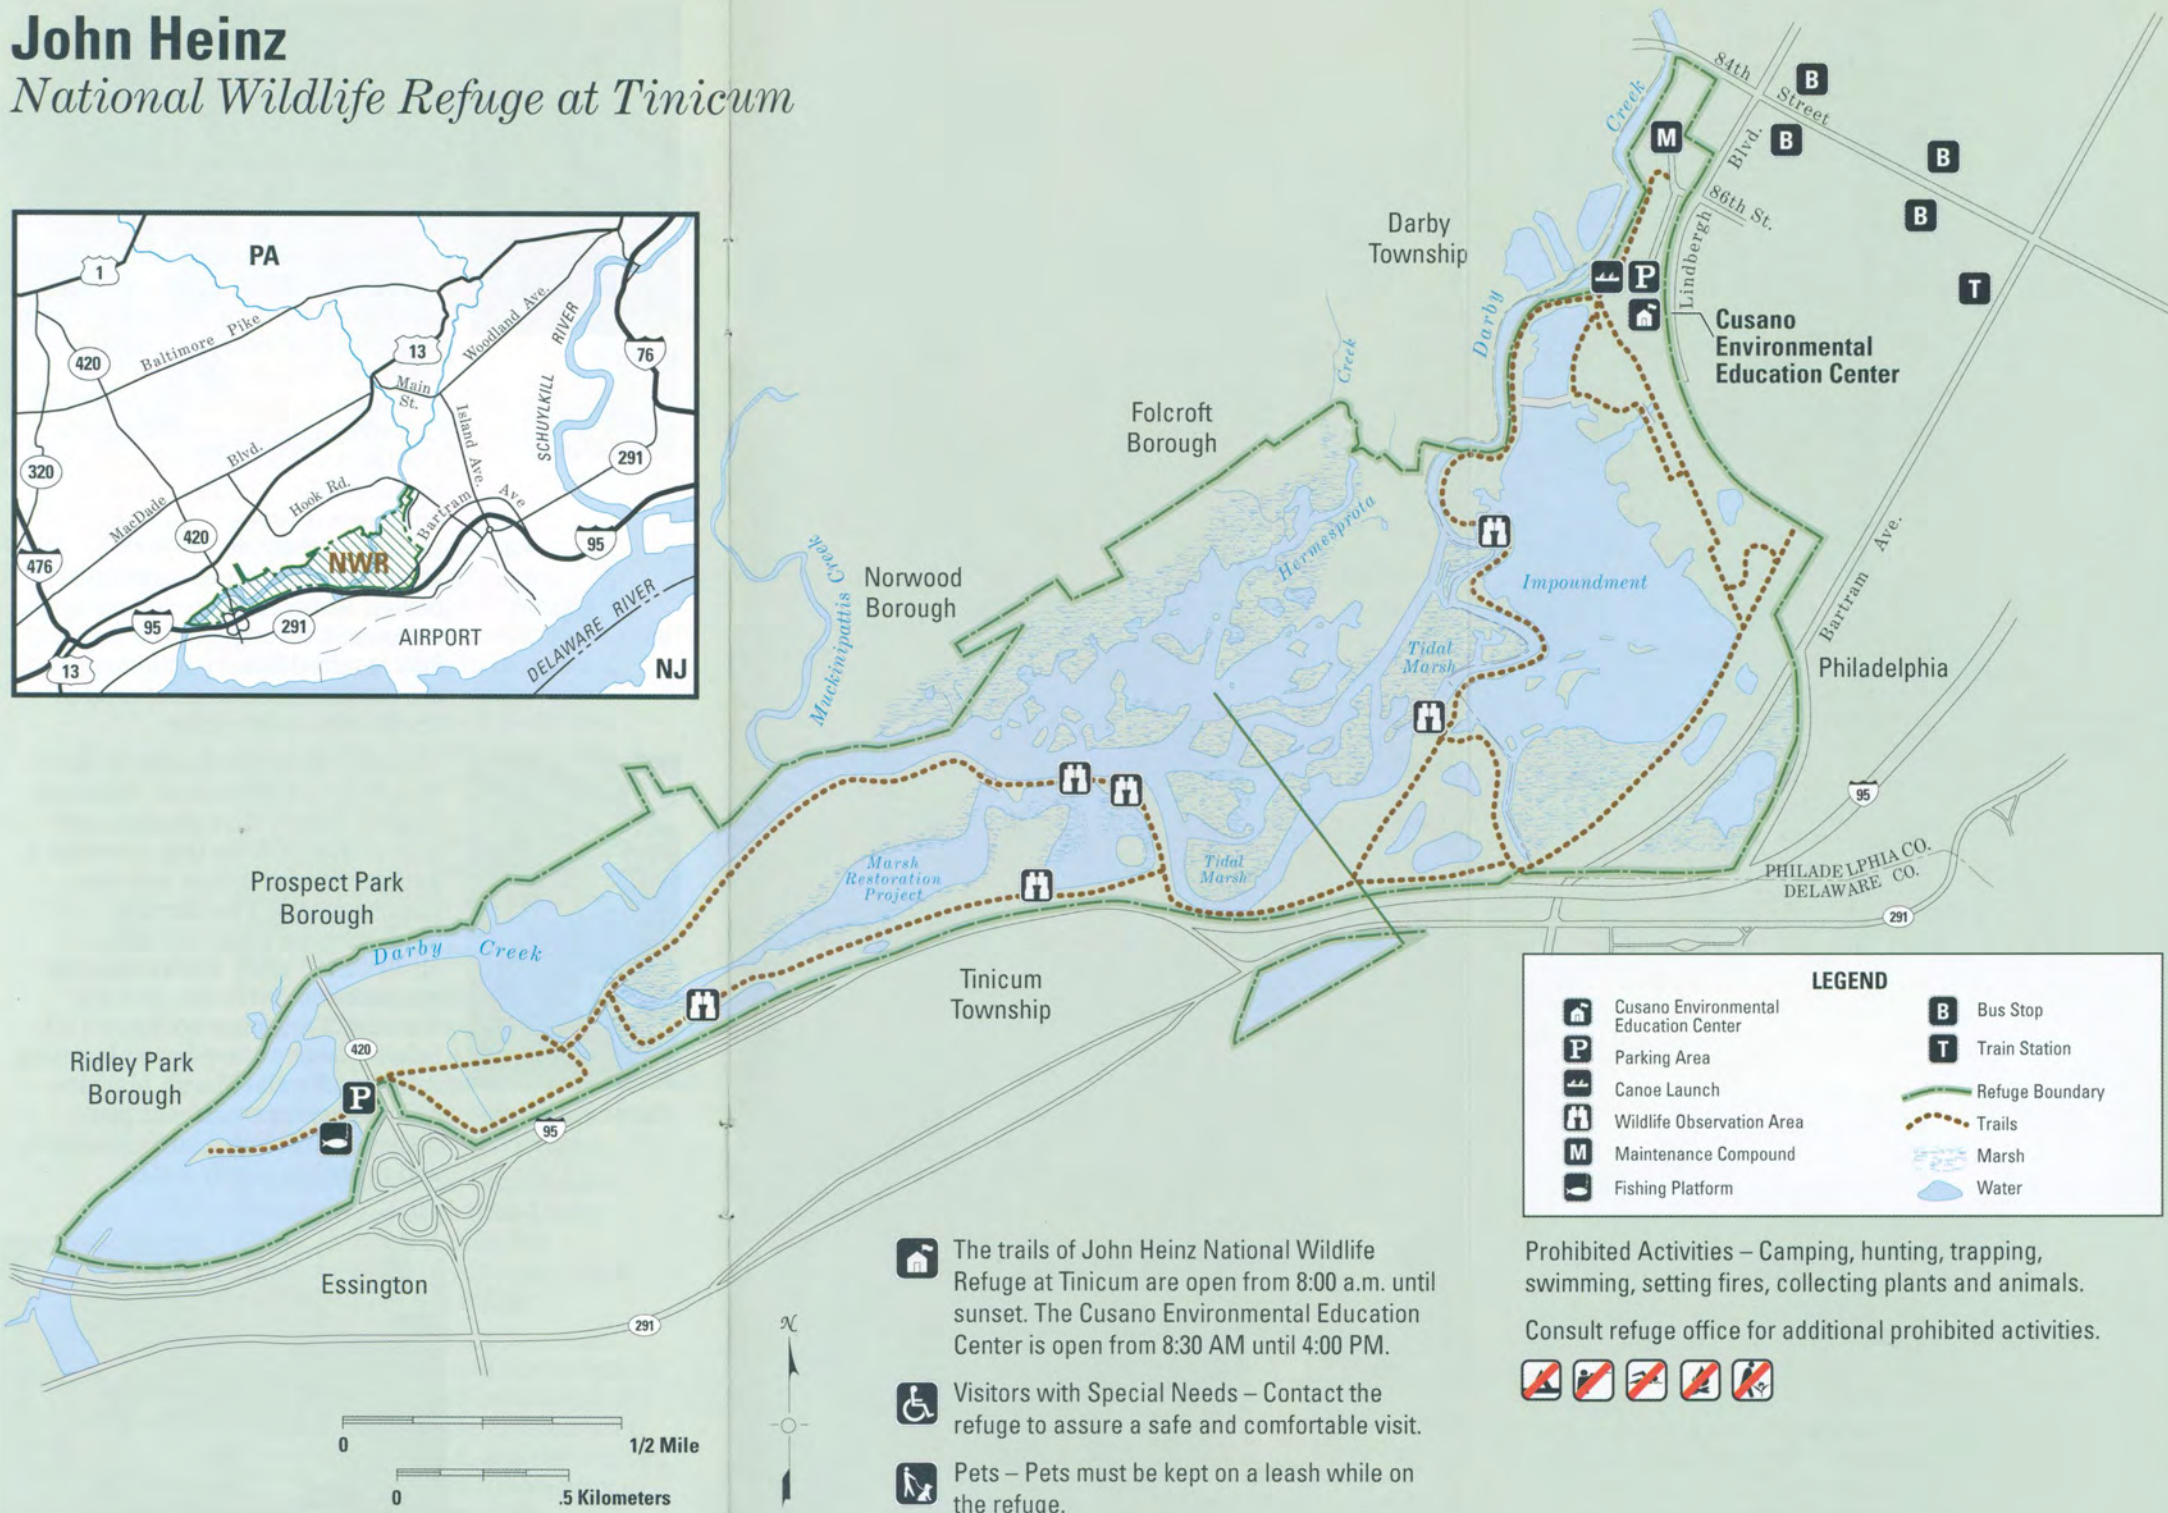 John Heinz
National Wildlife Refuge at Tinicum
PA
1
Baltimore Pike
420
13
Main
St.
Woodland Ave.
RIVER
SCHUYLKILL
76
Island Ave.
291
320
Blvd.
MacDade
Hook Rd.
Bartram
Ave
420
NWR
95
476
95
291
AIRPORT
DELAWARE RIVER
13
NJ
84th
Street
B
B
B
B
T
Creek
M
Blvd.
86th St.
Lindbergh
Darby
Township
Darby
P
Cusano
Environmental
Education Center
Creek
Folcroft
Borough
Hermesprota
Muckinipattis Creek
Norwood
Borough
Impoundment
Tidal
Marsh
Bartram Ave.
Philadelphia
95
PHILADELPHIA CO.
DELAWARE CO.
291
Marsh
Restoration
Project
Tidal
Marsh
Prospect Park
Borough
Darby Creek
Tinicum
Township
420
Ridley Park
Borough
P
95
Essington
291
LEGEND
Cusano Environmental
Education Center
P Parking Area
Canoe Launch
Wildlife Observation Area
M Maintenance Compound
Fishing Platform
B Bus Stop
T Train Station
Refuge Boundary
Trails
Marsh
Water
N
0 1/2 Mile
0 .5 Kilometers
The trails of John Heinz National Wildlife
Refuge at Tinicum are open from 8:00 a.m. until
sunset. The Cusano Environmental Education
Center is open from 8:30 AM until 4:00 PM.
Visitors with Special Needs – Contact the
refuge to assure a safe and comfortable visit.
Pets – Pets must be kept on a leash while on
the refuge.
Prohibited Activities – Camping, hunting, trapping,
swimming, setting fires, collecting plants and animals.
Consult refuge office for additional prohibited activities.